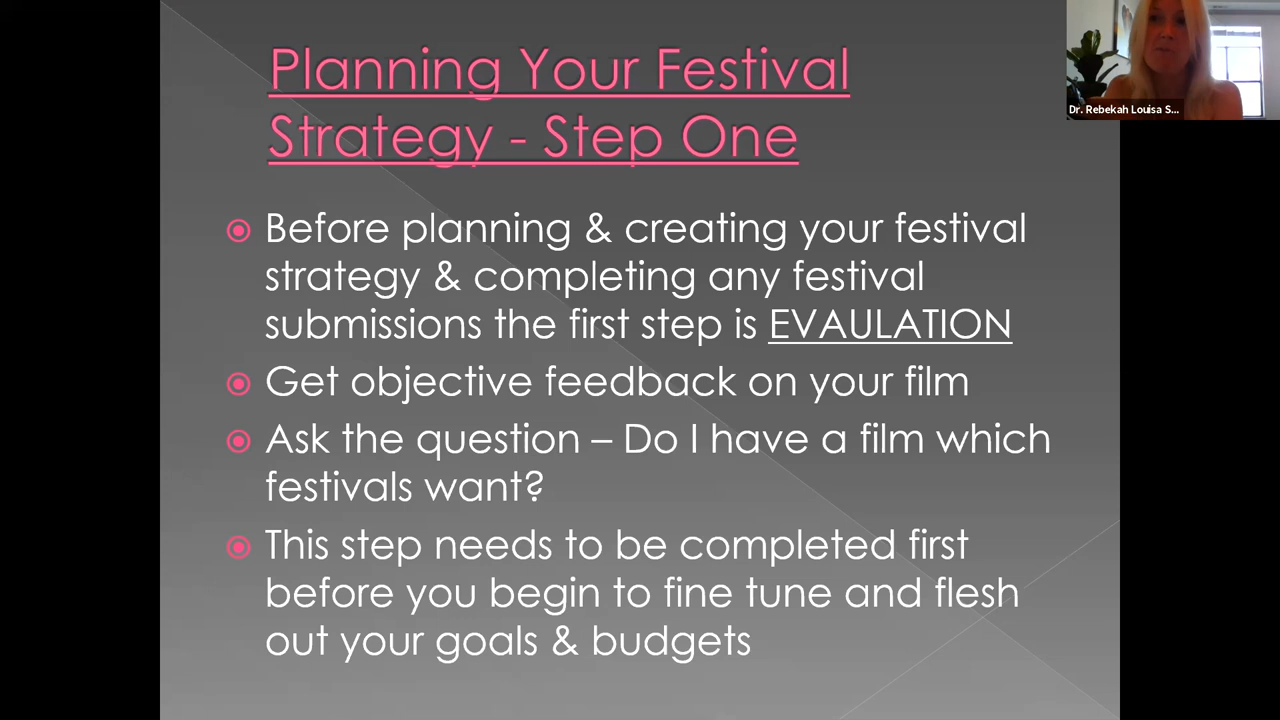 Planning Your Festival
Strategy - Step One
Before planning & creating your festival
strategy & completing any festival
submissions the first step is EVAULATION
Get objective feedback on your film
Ask the question – Do I have a film which
festivals want?
This step needs to be completed first
before you begin to fine tune and flesh
out your goals & budgets
Dr. Rebekah Louisa S...